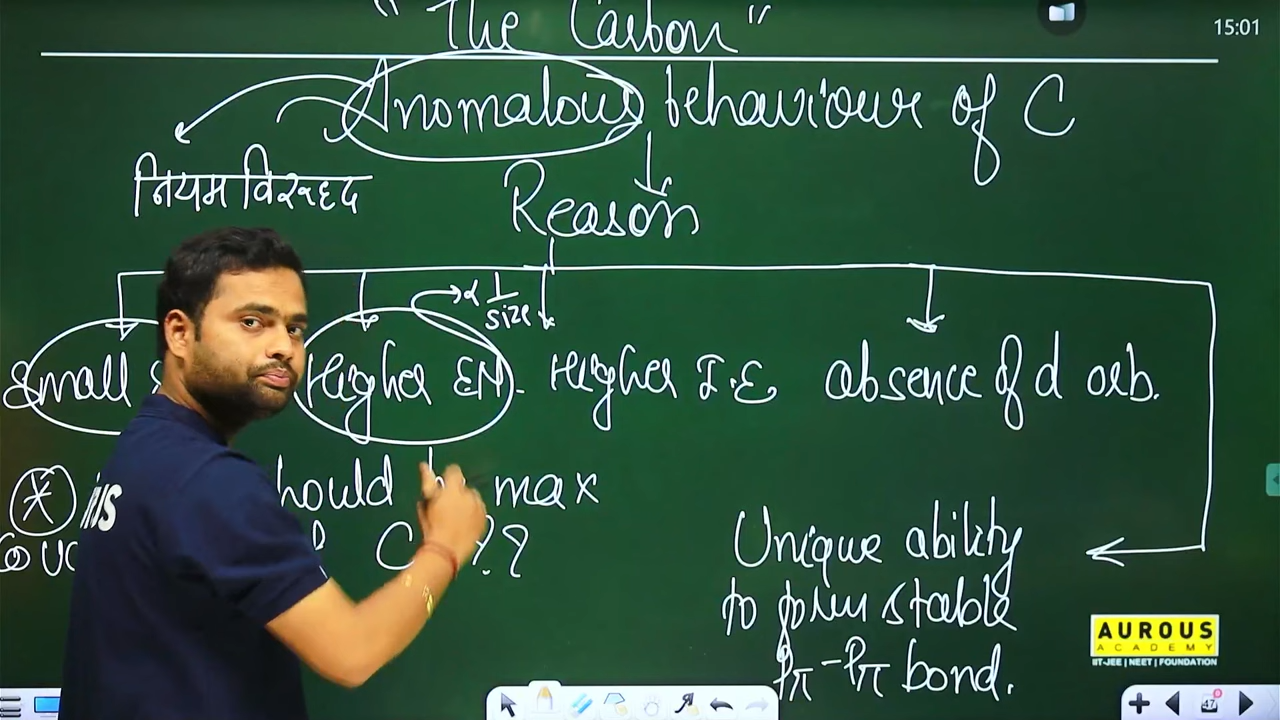 " The Carbon "
15:01
Anomalous behaviour of C
नियम विरूद्द
Reason
α 1/size
Small
Higher EN
Higher I.E.
absence of d orb.
max
C ??
Unique ability
to form stable
Pπ-Pπ bond.
AUROUS
ACADEMY
IIT-JEE | NEET | FOUNDATION
47